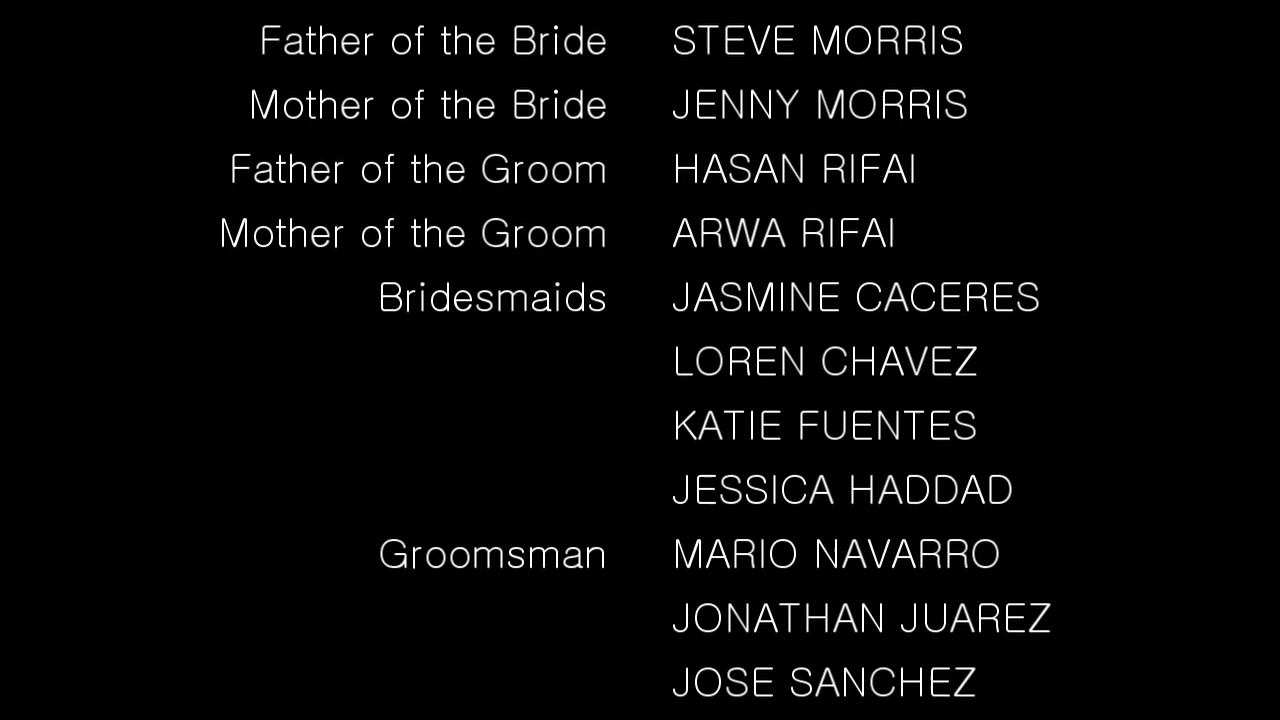 Father of the Bride STEVE MORRIS
Mother of the Bride JENNY MORRIS
Father of the Groom HASAN RIFAI
Mother of the Groom ARWA RIFAI
Bridesmaids JASMINE CACERES
LOREN CHAVEZ
KATIE FUENTES
JESSICA HADDAD
Groomsman MARIO NAVARRO
JONATHAN JUAREZ
JOSE SANCHEZ